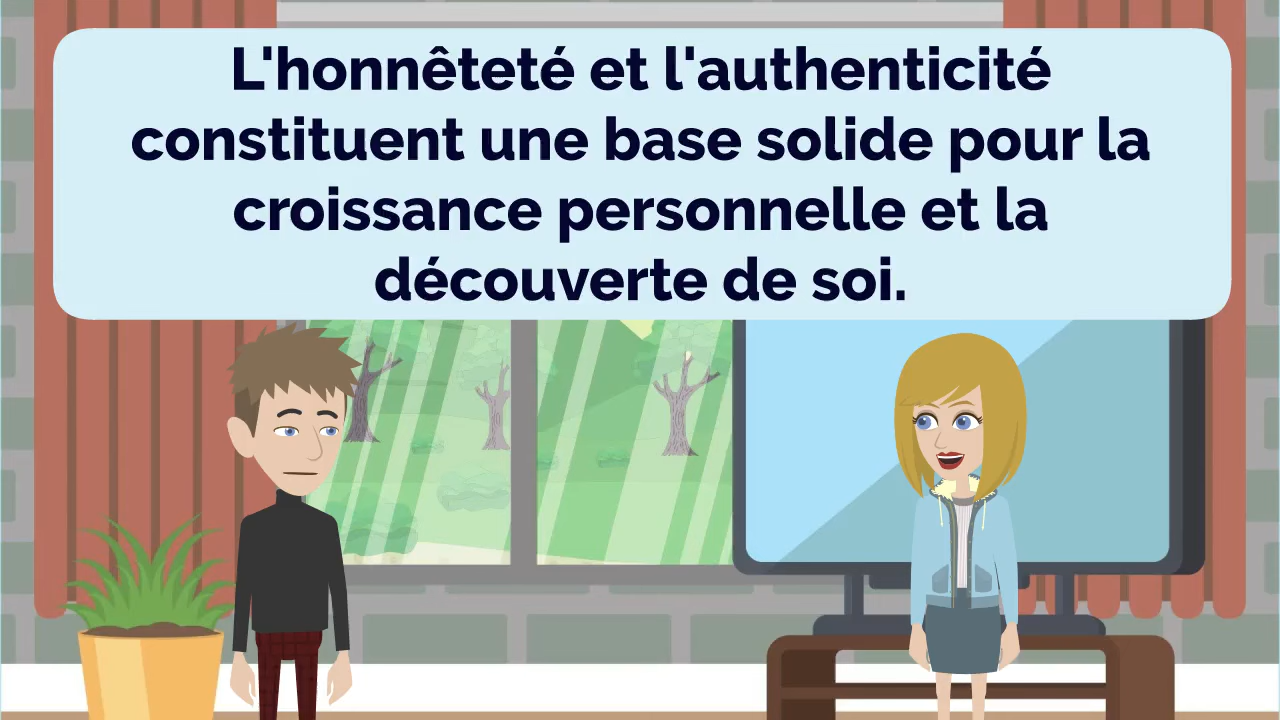 L'honnêteté et l'authenticité
constituent une base solide pour la
croissance personnelle et la
découverte de soi.